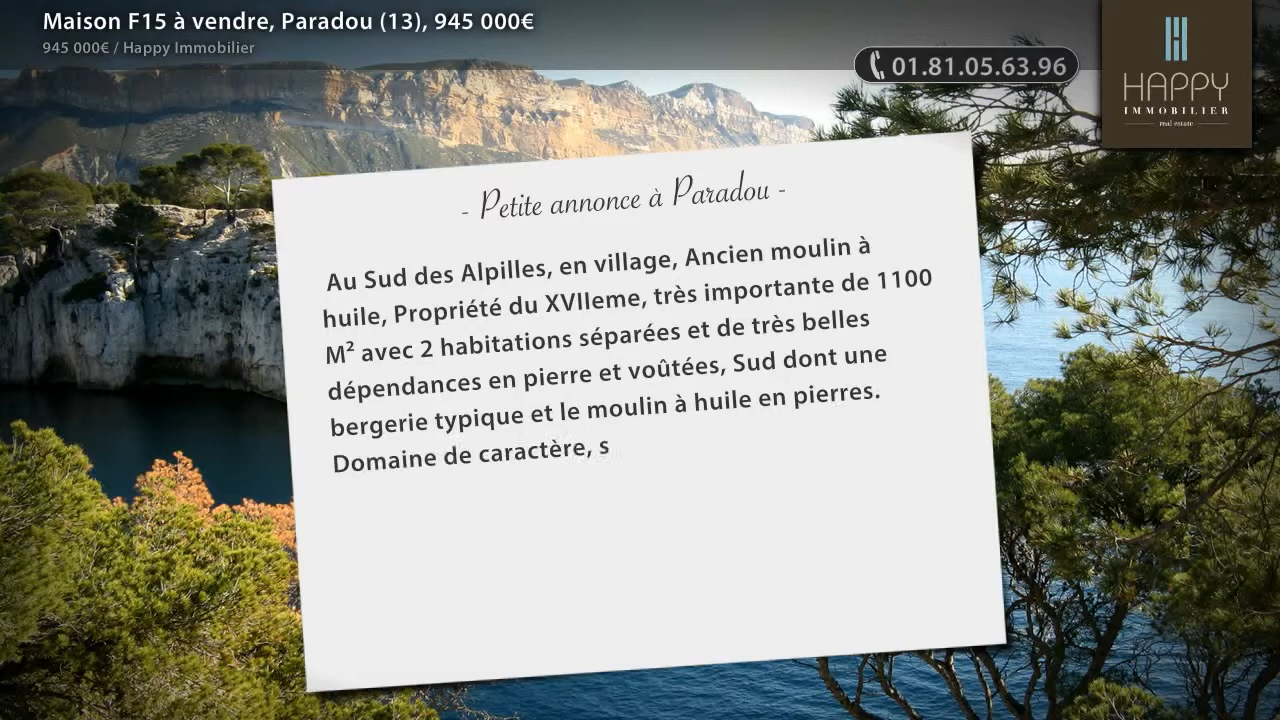 Maison F15 à vendre, Paradou (13), 945 000€
945 000€ / Happy Immobilier
01.81.05.63.96
HAPPY
IMMOBILIER
real estate
- Petite annonce à Paradou -
Au Sud des Alpilles, en village, Ancien moulin à
huile, Propriété du XVIIeme, très importante de 1100
M² avec 2 habitations séparées et de très belles
dépendances en pierre et voûtées, Sud dont une
bergerie typique et le moulin à huile en pierres.
Domaine de caractère, s